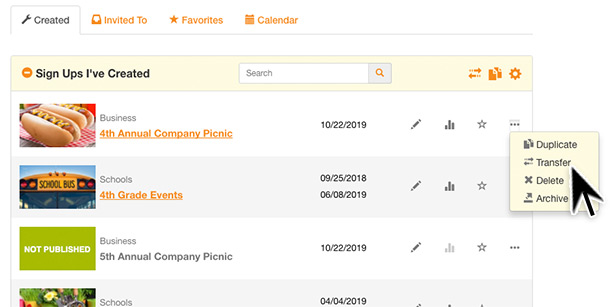 Created
Invited To
Favorites
Calendar
Sign Ups I've Created
Search
Business
4th Annual Company Picnic
10/22/2019
Duplicate
Transfer
Delete
Archive
SCHOOL BUS
Schools
4th Grade Events
09/25/2018
06/08/2019
NOT PUBLISHED
Business
5th Annual Company Picnic
10/22/2019
Schools
04/04/2019